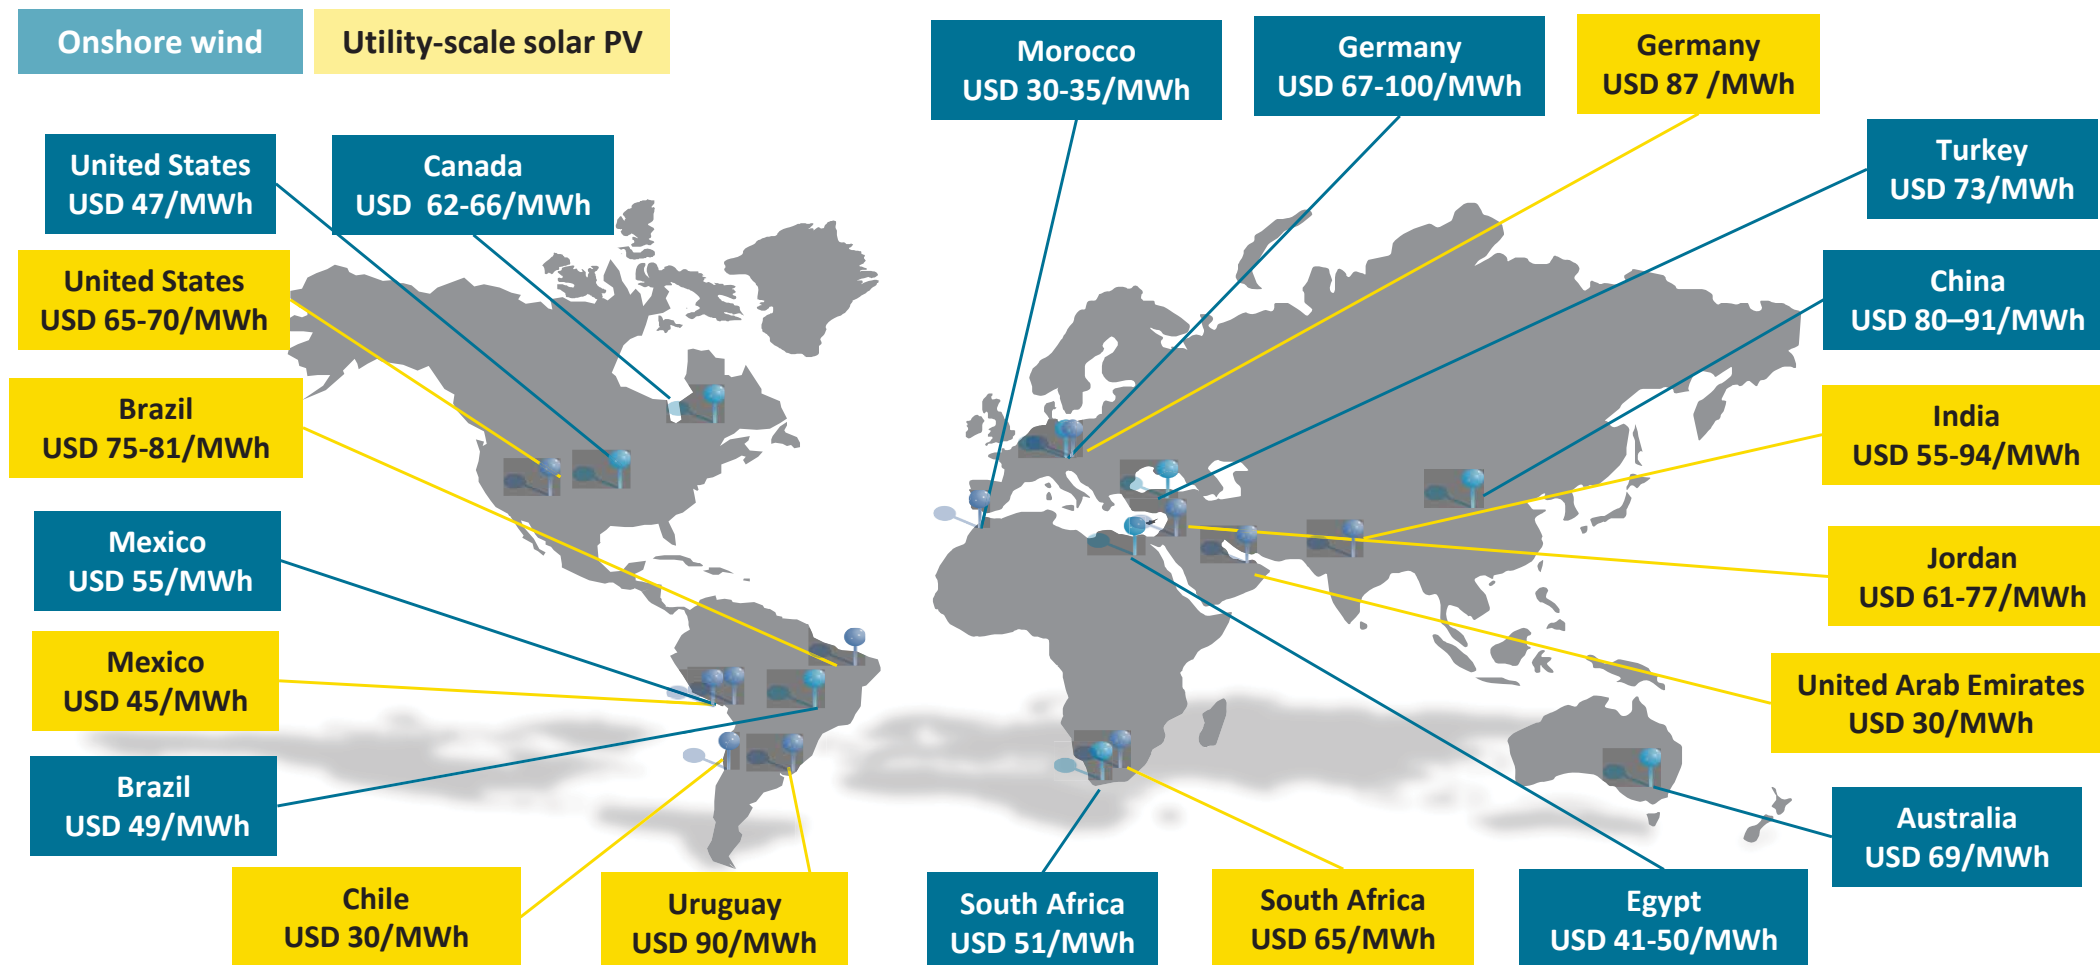 Onshore wind
Utility-scale solar PV
Morocco
USD 30-35/MWh
Germany
USD 67-100/MWh
Germany
USD 87 /MWh
United States
USD 47/MWh
Canada
USD 62-66/MWh
Turkey
USD 73/MWh
United States
USD 65-70/MWh
China
USD 80–91/MWh
Brazil
USD 75-81/MWh
India
USD 55-94/MWh
Mexico
USD 55/MWh
Jordan
USD 61-77/MWh
Mexico
USD 45/MWh
United Arab Emirates
USD 30/MWh
Brazil
USD 49/MWh
Australia
USD 69/MWh
Chile
USD 30/MWh
Uruguay
USD 90/MWh
South Africa
USD 51/MWh
South Africa
USD 65/MWh
Egypt
USD 41-50/MWh